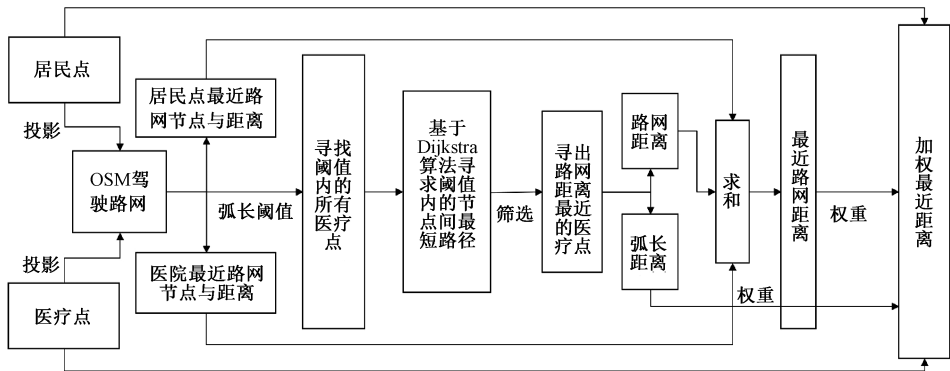 居民点
投影
OSM驾
驶路网
投影
医疗点
居民点最近路
网节点与距离
弧长阈值
医院最近路网
节点与距离
寻找
阈值
内的
所有
医疗
点
基于
Dijkstra
算法寻
求阈值
内的节
点间最
短路径
筛选
寻出
路网
距离
最近
的医
疗点
路网
距离
弧长
距离
求
和
最
近
路
网
距
离
权重
权重
加
权
最
近
距
离